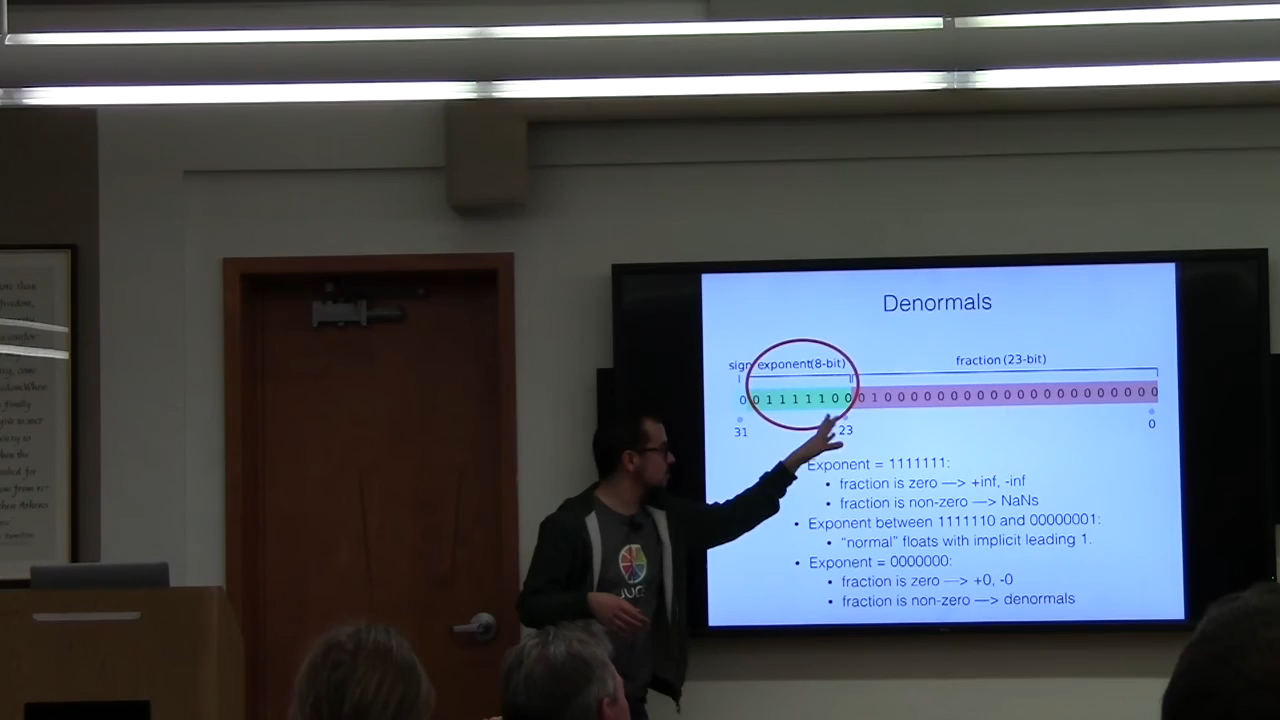 Denormals
sign exponent(8-bit) fraction (23-bit)
0 0 1 1 1 1 1 0 0 0 1 0 0 0 0 0 0 0 0 0 0 0 0 0 0 0 0 0 0 0 0 0
31 23 0
Exponent = 1111111:
• fraction is zero —> +inf, -inf
• fraction is non-zero —> NaNs
• Exponent between 1111110 and 00000001:
• “normal” floats with implicit leading 1.
• Exponent = 0000000:
• fraction is zero —> +0, -0
• fraction is non-zero —> denormals